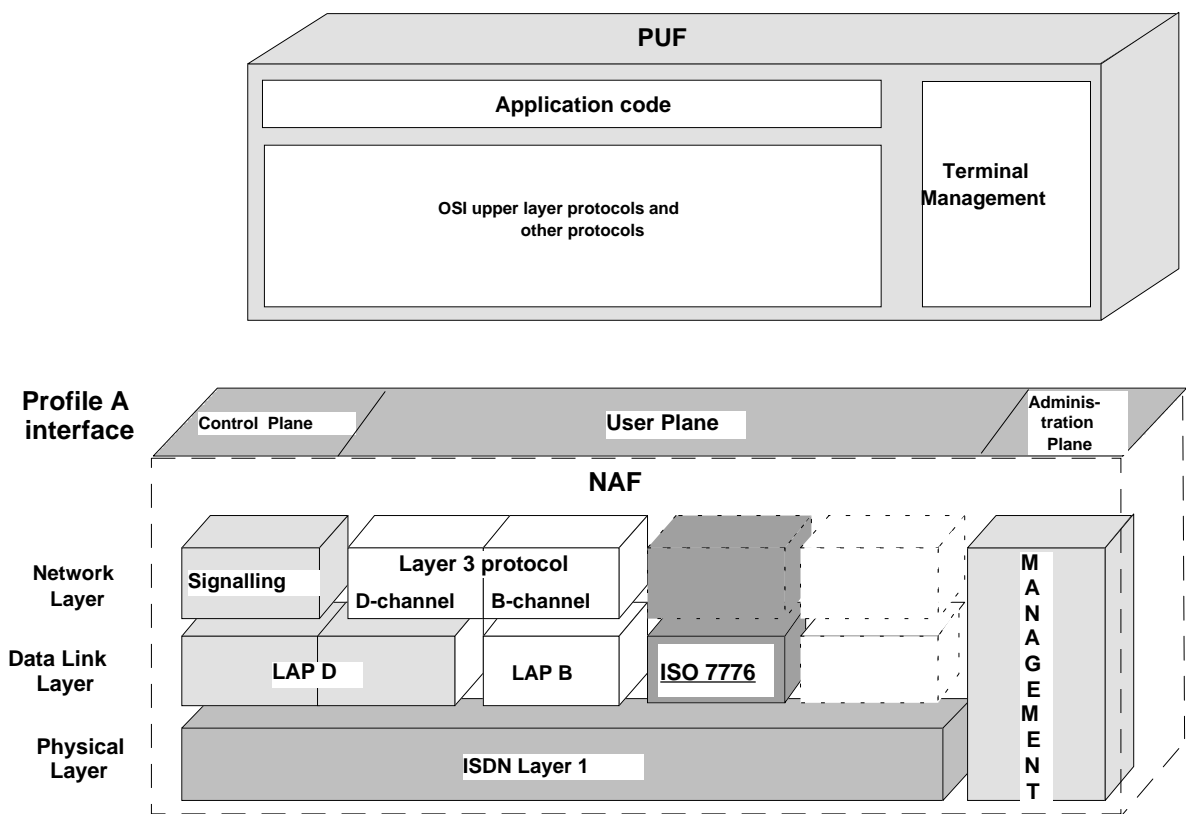 PUF
Application code
OSI upper layer protocols and
other protocols
Terminal
Management
Profile A
interface
Control Plane
User Plane
Adminis-
tration
Plane
NAF
Network
Layer
Signalling
Layer 3 protocol
D-channel B-channel
Data Link
Layer
LAP D
LAP B
ISO 7776
Physical
Layer
ISDN Layer 1
M
A
N
A
G
E
M
E
N
T